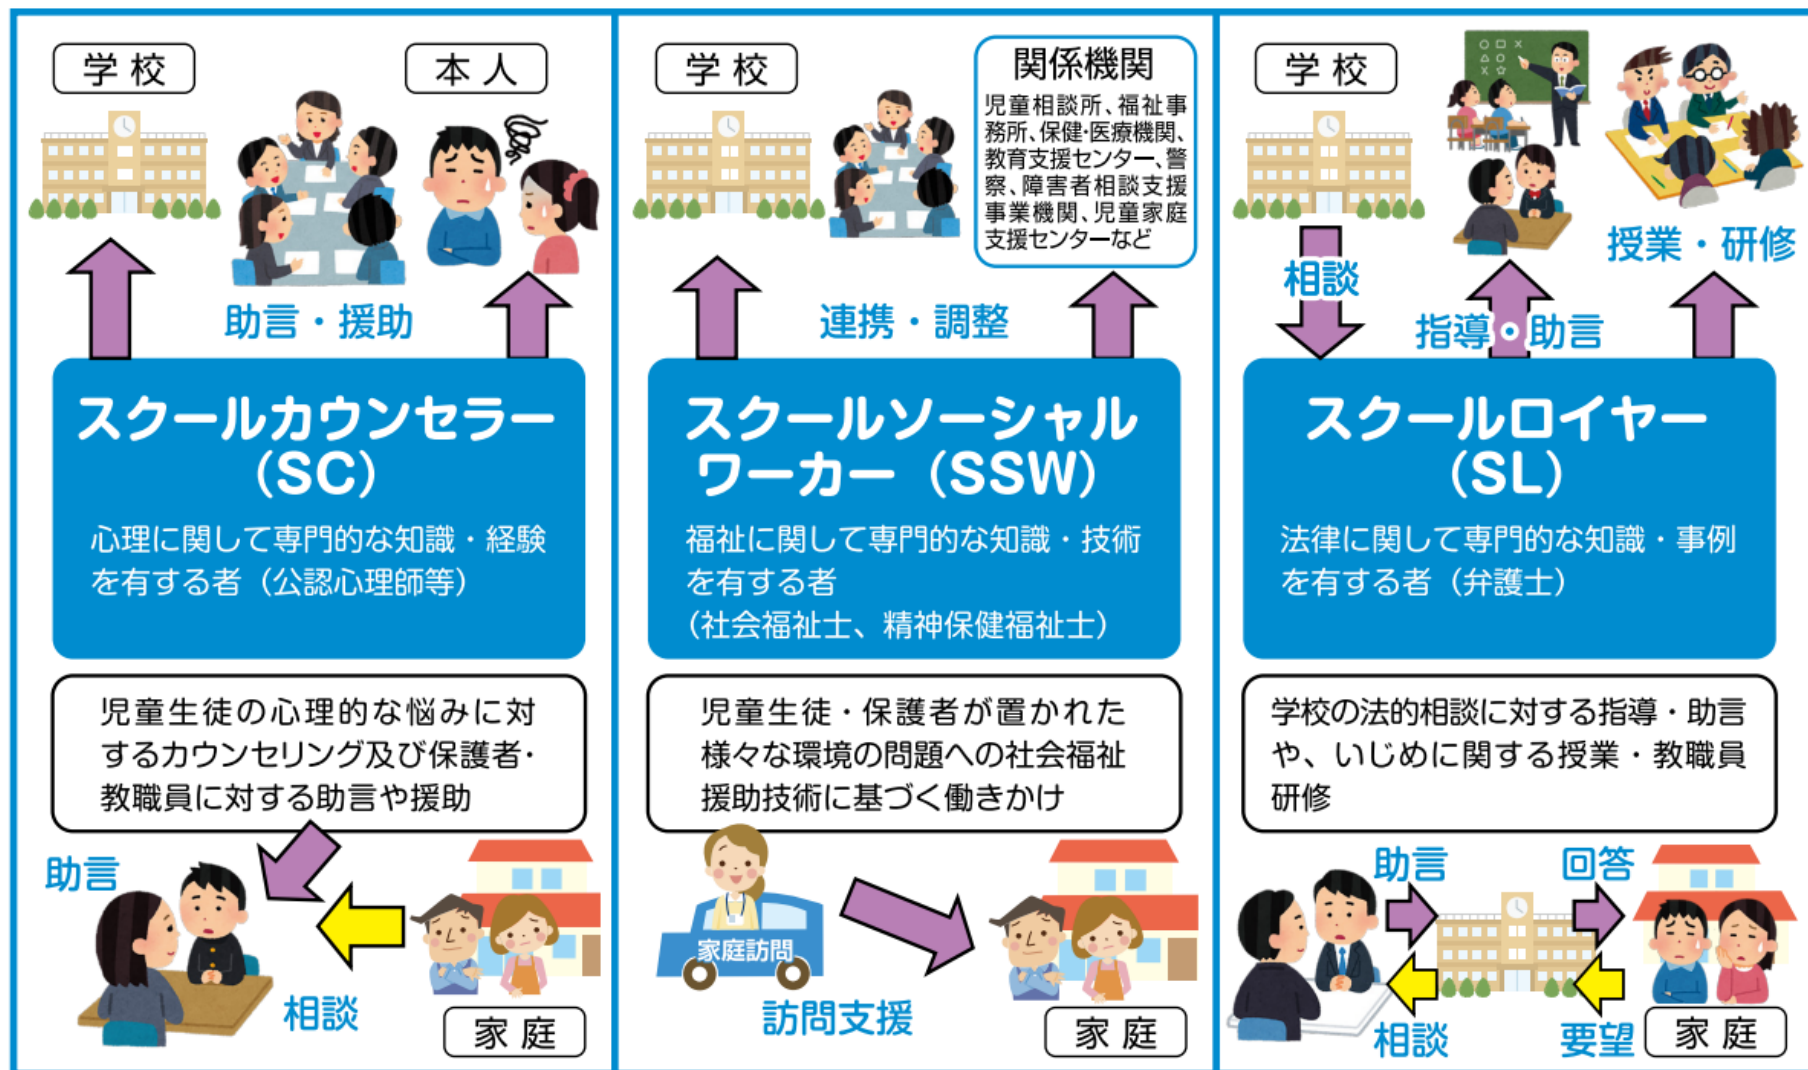 学校
本人
助言・援助
スクールカウンセラー
(SC)
心理に関して専門的な知識・経験
を有する者（公認心理師等）
児童生徒の心理的な悩みに対
するカウンセリング及び保護者・
教職員に対する助言や援助
助言
相談
家庭
学校
関係機関
児童相談所、福祉事
務所、保健・医療機関、
教育支援センター、警
察、障害者相談支援
事業機関、児童家庭
支援センターなど
連携・調整
スクールソーシャル
ワーカー（SSW）
福祉に関して専門的な知識・技術
を有する者
（社会福祉士、精神保健福祉士）
児童生徒・保護者が置かれた
様々な環境の問題への社会福祉
援助技術に基づく働きかけ
家庭訪問
訪問支援
家庭
学校
授業・研修
相談
指導・助言
スクールロイヤー
(SL)
法律に関して専門的な知識・事例
を有する者（弁護士）
学校の法的相談に対する指導・助言
や、いじめに関する授業・教職員
研修
助言
回答
相談
要望
家庭